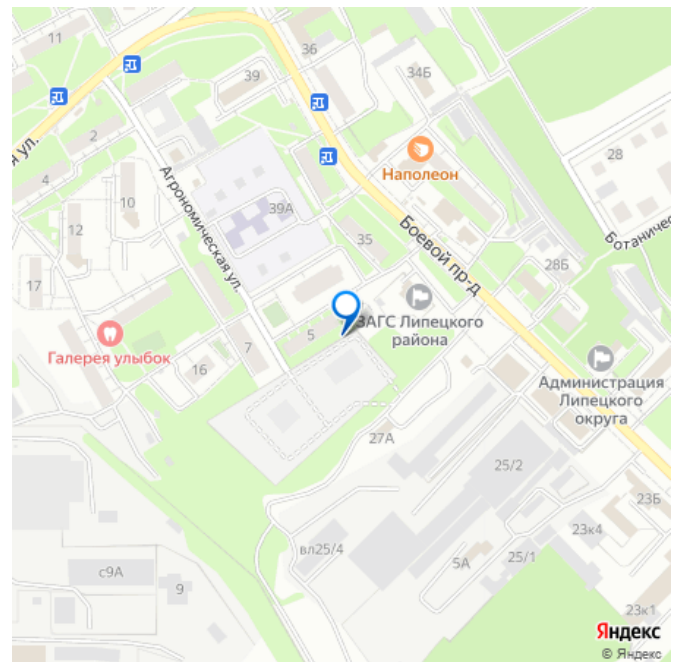 11
36
39
34Б
2
ая ул.
4
Агрономическая ул.
10
12
39А
Наполеон
28
Боевой пр-д
Ботаничес
35
28Б
17
ЗАГС Липецкого
района
Галерея улыбок
7
5
16
Администрация
Липецкого
округа
27А
25/2
23Б
23к4
вл25/4
5А
25/1
с9А
9
23к1
Яндекс
© Яндекс